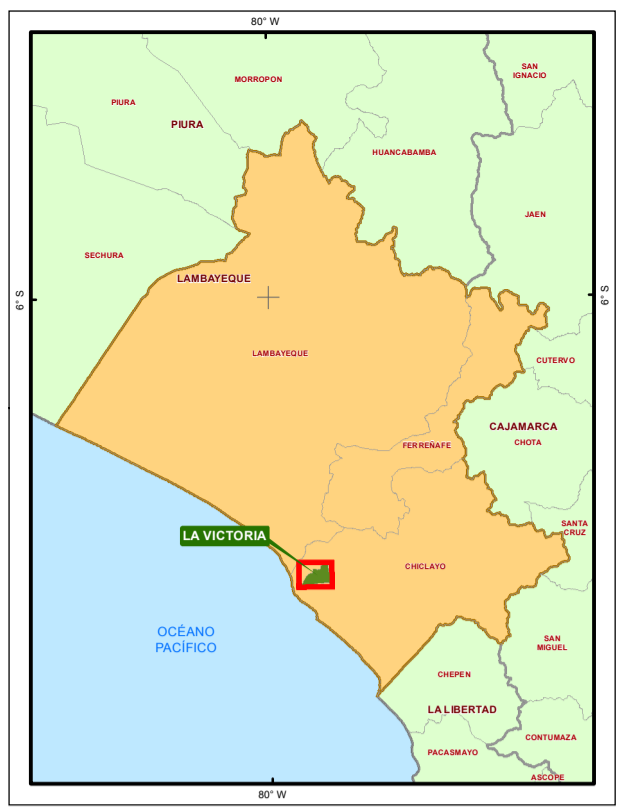 80° W
SAN
IGNACIO
MORROPON
PIURA
PIURA
HUANCABAMBA
JAEN
SECHURA
LAMBAYEQUE
6° S
6° S
LAMBAYEQUE
CUTERVO
CAJAMARCA
CHOTA
FERREÑAFE
SANTA
CRUZ
LA VICTORIA
CHICLAYO
OCÉANO
PACÍFICO
SAN
MIGUEL
CHEPEN
LA LIBERTAD
CONTUMAZA
PACASMAYO
ASCOPE
80° W